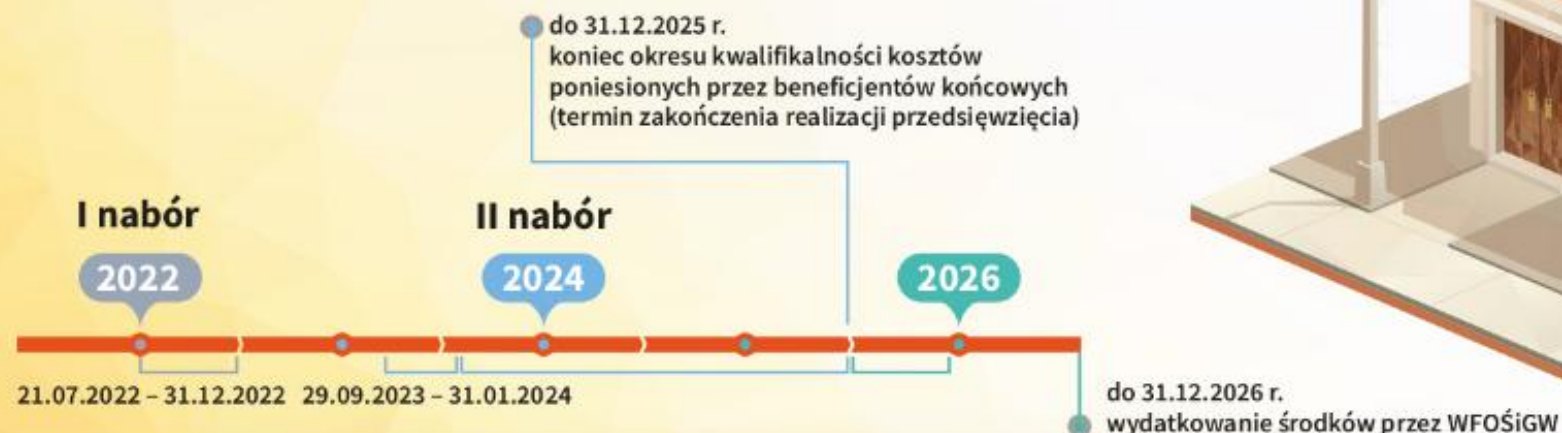 do 31.12.2025 r.
koniec okresu kwalifikalności kosztów
poniesionych przez beneficjentów końcowych
(termin zakończenia realizacji przedsięwzięcia)
I nabór
II nabór
2022
2024
2026
21.07.2022 – 31.12.2022
29.09.2023 – 31.01.2024
do 31.12.2026 r.
wydatkowanie środków przez WFOŚiGW